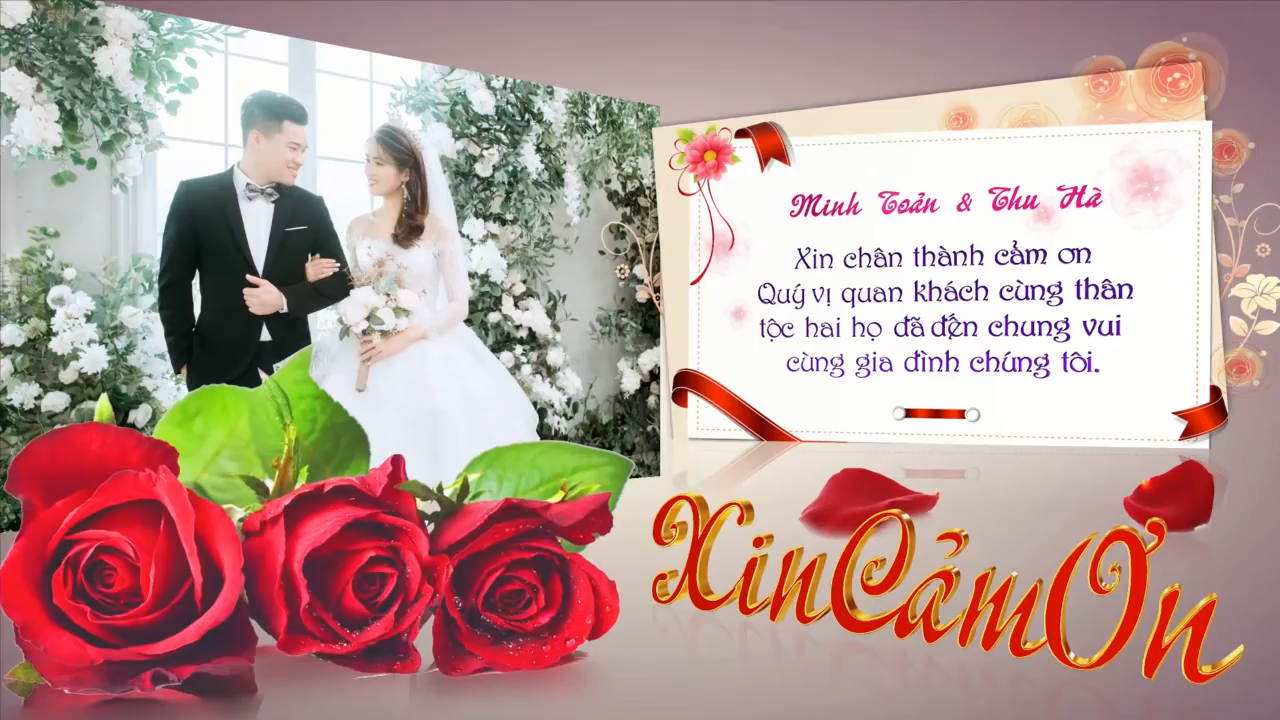 Minh Toản & Thu Hà
Xin chân thành cảm ơn
Quý vị quan khách cùng thân
tộc hai họ đã đến chung vui
cùng gia đình chúng tôi.
Xin Cảm Ơn